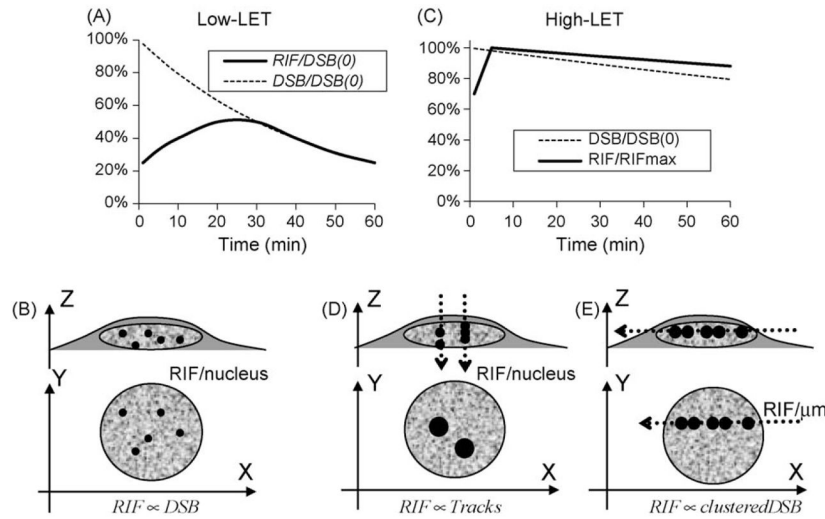 (A)
Low-LET
100%
80%
60%
40%
20%
0%
RIF/DSB(0)
DSB/DSB(0)
0 10 20 30 40 50 60
Time (min)
(C)
High-LET
100%
80%
60%
40%
20%
0%
DSB/DSB(0)
RIF/RIFmax
0 10 20 30 40 50 60
Time (min)
(B)
Z
Y
RIF/nucleus
X
RIF ∝ DSB
(D)
Z
Y
RIF/nucleus
X
RIF ∝ Tracks
(E)
Z
Y
RIF/μm
X
RIF ∝ clusteredDSB